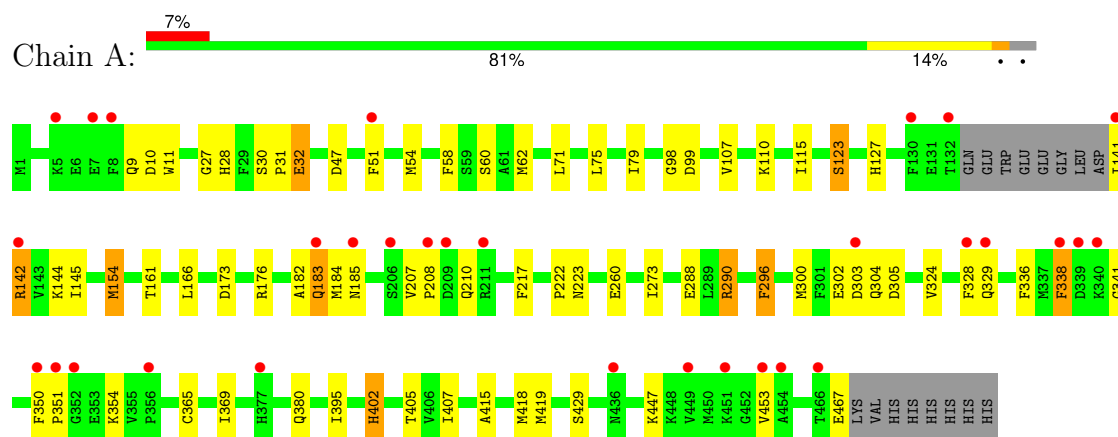 7%
Chain A:
81% 14% • •
M1 K5 E6 E7 F8 Q9 D10 W11 G27 H28 F29 S30 P31 E32 D47 F51 M54 F58 S59 S60 A61 M62 L71 L75 I79 G98 D99 V107 K110 I115 S123 H127 F130 E131 T132 GLN GLU TRP GLU GLU GLY LEU ASP I141
R142 V143 K144 I145 M154 T161 L166 D173 R176 A182 Q183 M184 N185 S206 V207 P208 D209 Q210 R211 F217 P222 N223 E260 I273 E288 L289 R290 F296 M300 F301 E302 D303 Q304 D305 V324 F328 Q329 F336 M337 F338 D339 K340 G341
F350 P351 G352 E353 K354 V355 P356 C365 I369 H377 Q380 I395 H402 T405 V406 I407 A415 M418 M419 S429 N436 K447 K448 V449 M450 K451 G452 V453 A454 T466 E467 LYS VAL HIS HIS HIS HIS HIS HIS